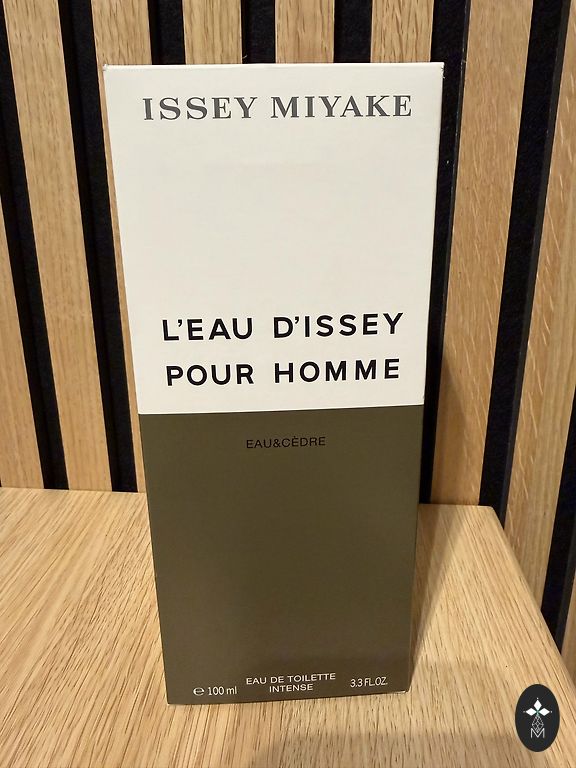 ISSEY MIYAKE
L'EAU D'ISSEY
POUR HOMME
EAU&CÈDRE
EAU DE TOILETTE
INTENSE
℮ 100 ml
3.3 FL.OZ.
M